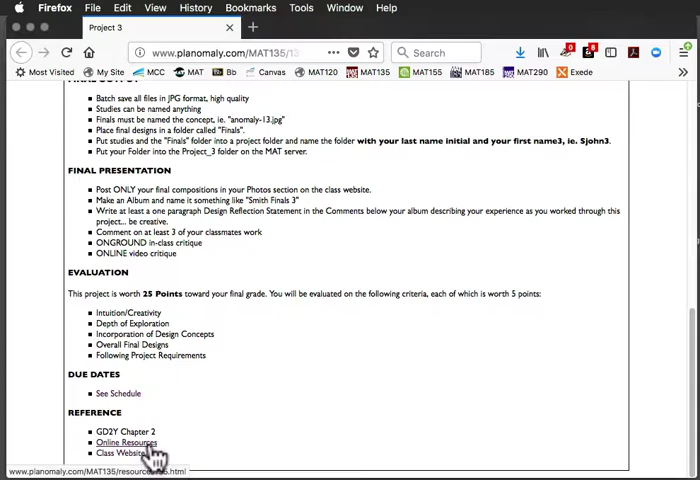 Firefox File Edit View History Bookmarks Tools Window Help
Project 3
www.planomaly.com/MAT135/13 Search
Most Visited My Site MCC MAT Bb Canvas MAT120 MAT135 MAT155 MAT185 MAT290 Exede
FINAL OUTPUT
Batch save all files in JPG format, high quality
Studies can be named anything
Finals must be named the concept, ie. "anomaly-13.jpg"
Place final designs in a folder called "Finals".
Put studies and the "Finals" folder into a project folder and name the folder with your last name initial and your first name3, ie. Sjohn3.
Put your Folder into the Project_3 folder on the MAT server.
FINAL PRESENTATION
Post ONLY your final compositions in your Photos section on the class website.
Make an Album and name it something like "Smith Finals 3"
Write at least a one paragraph Design Reflection Statement in the Comments below your album describing your experience as you worked through this
project... be creative.
Comment on at least 3 of your classmates work
ONGROUND in-class critique
ONLINE video critique
EVALUATION
This project is worth 25 Points toward your final grade. You will be evaluated on the following criteria, each of which is worth 5 points:
Intuition/Creativity
Depth of Exploration
Incorporation of Design Concepts
Overall Final Designs
Following Project Requirements
DUE DATES
See Schedule
REFERENCE
GD2Y Chapter 2
Online Resources
Class Website
www.planomaly.com/MAT135/resources.html